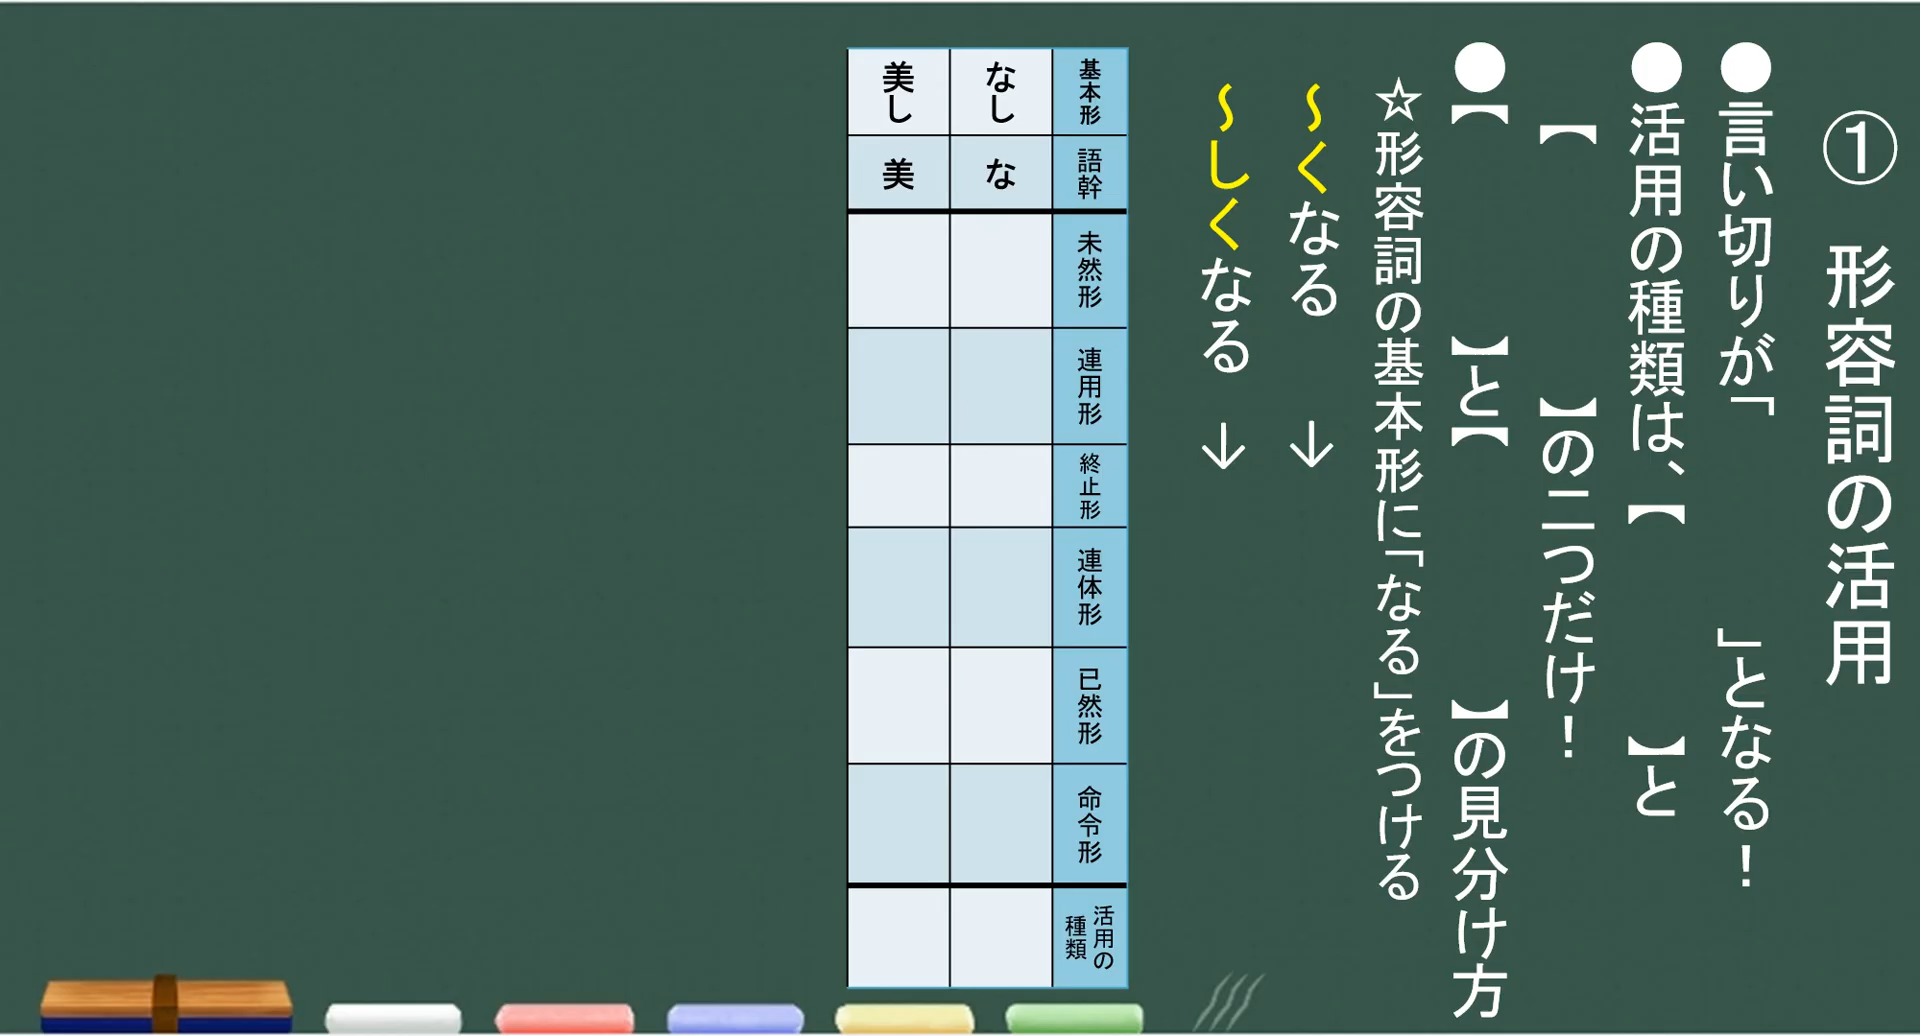 ① 形容詞の活用
●言い切りが「　　　」となる！
●活用の種類は、【　　　】と
【　　　】の二つだけ！
●【　　　】と【　　　】の見分け方
☆形容詞の基本形に「なる」をつける
～くなる ↓
～しくなる ↓
基本形
語幹
未然形
連用形
終止形
連体形
已然形
命令形
活用の
種類
なし
な
美し
美